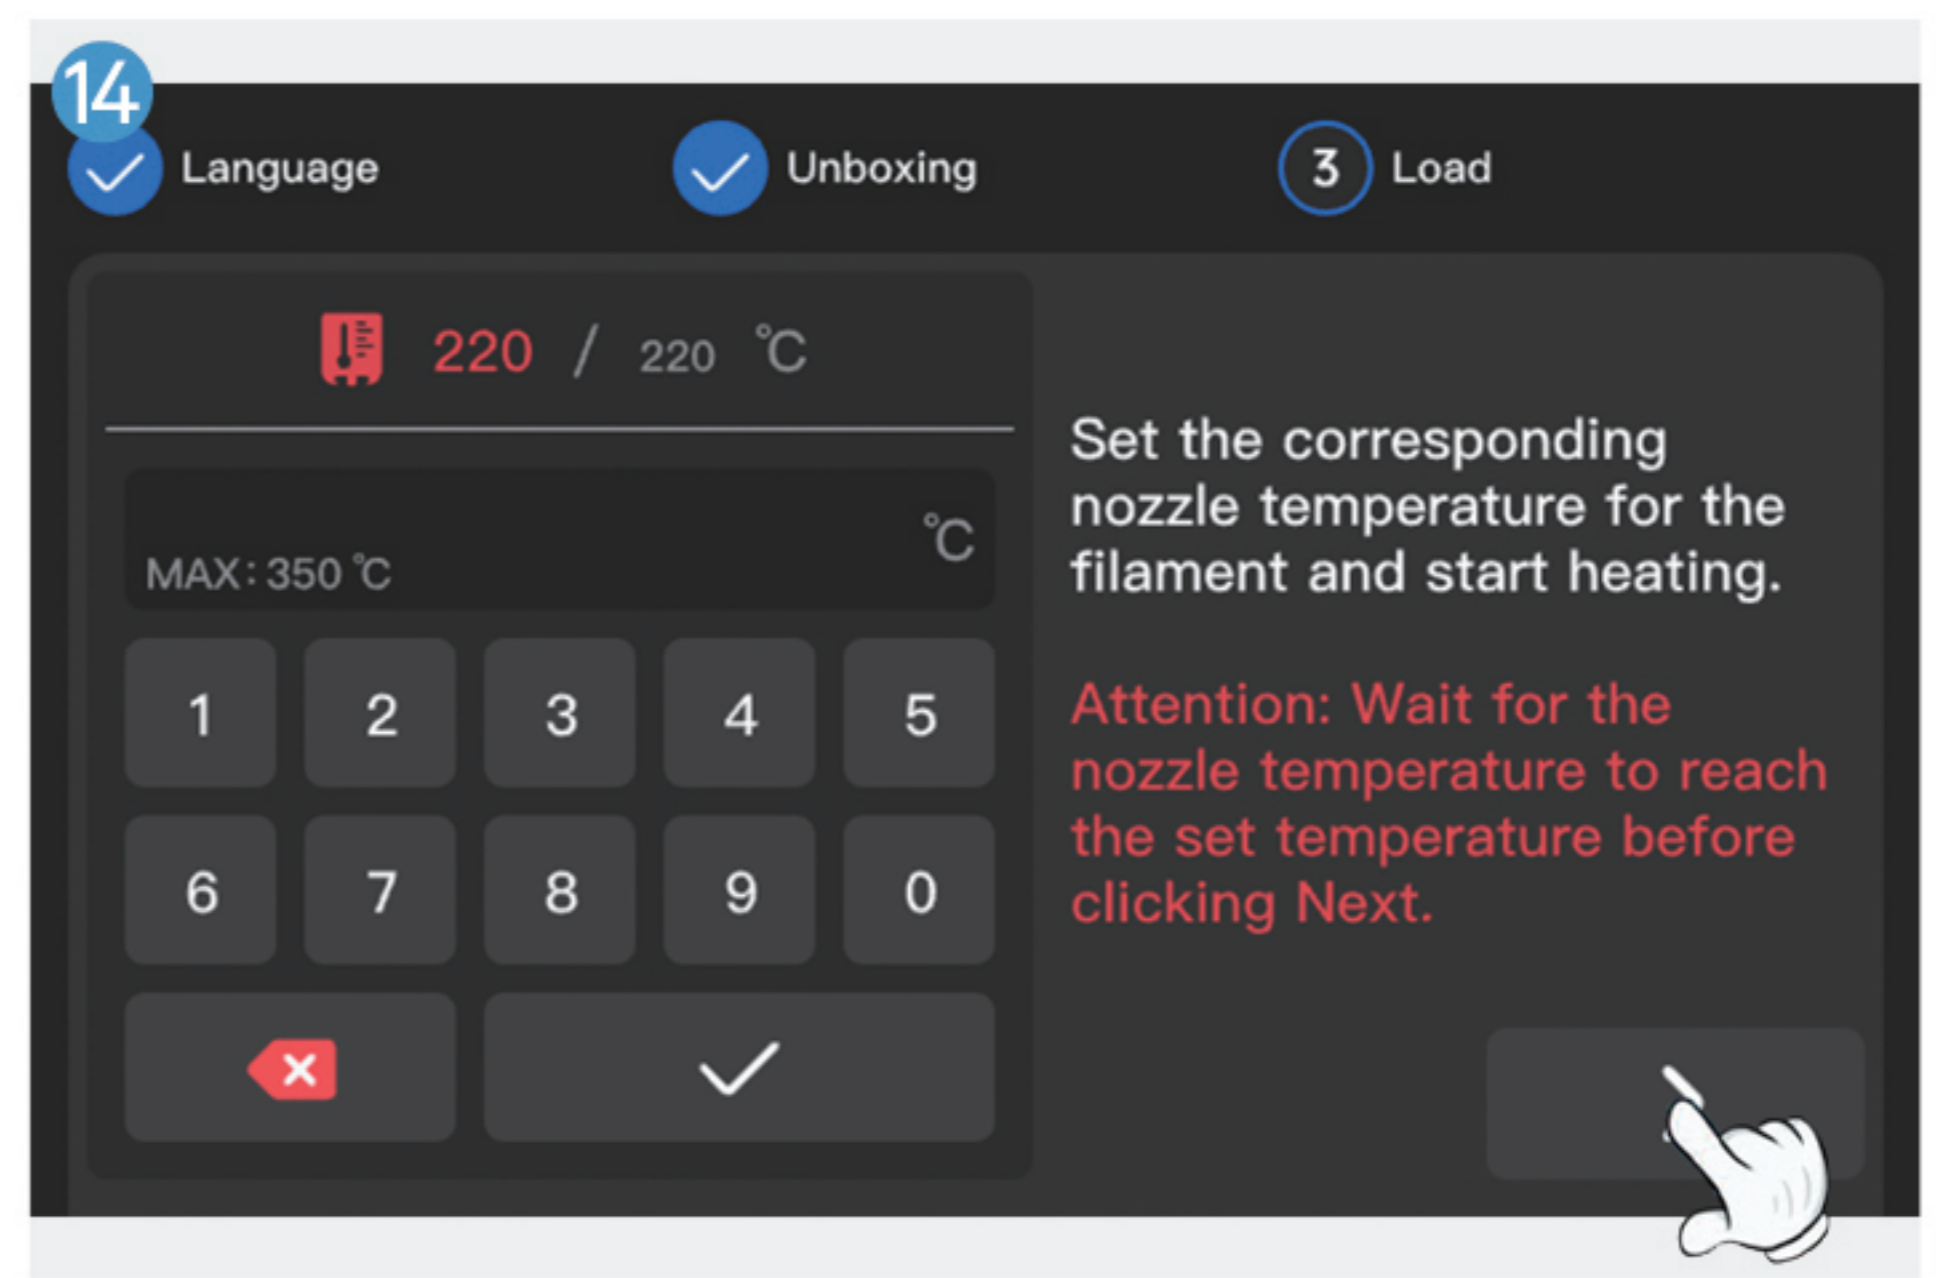 14
Language
Unboxing
3 Load
220 / 220 ℃
℃
MAX: 350 ℃
1 2 3 4 5
6 7 8 9 0
Set the corresponding
nozzle temperature for the
filament and start heating.
Attention: Wait for the
nozzle temperature to reach
the set temperature before
clicking Next.